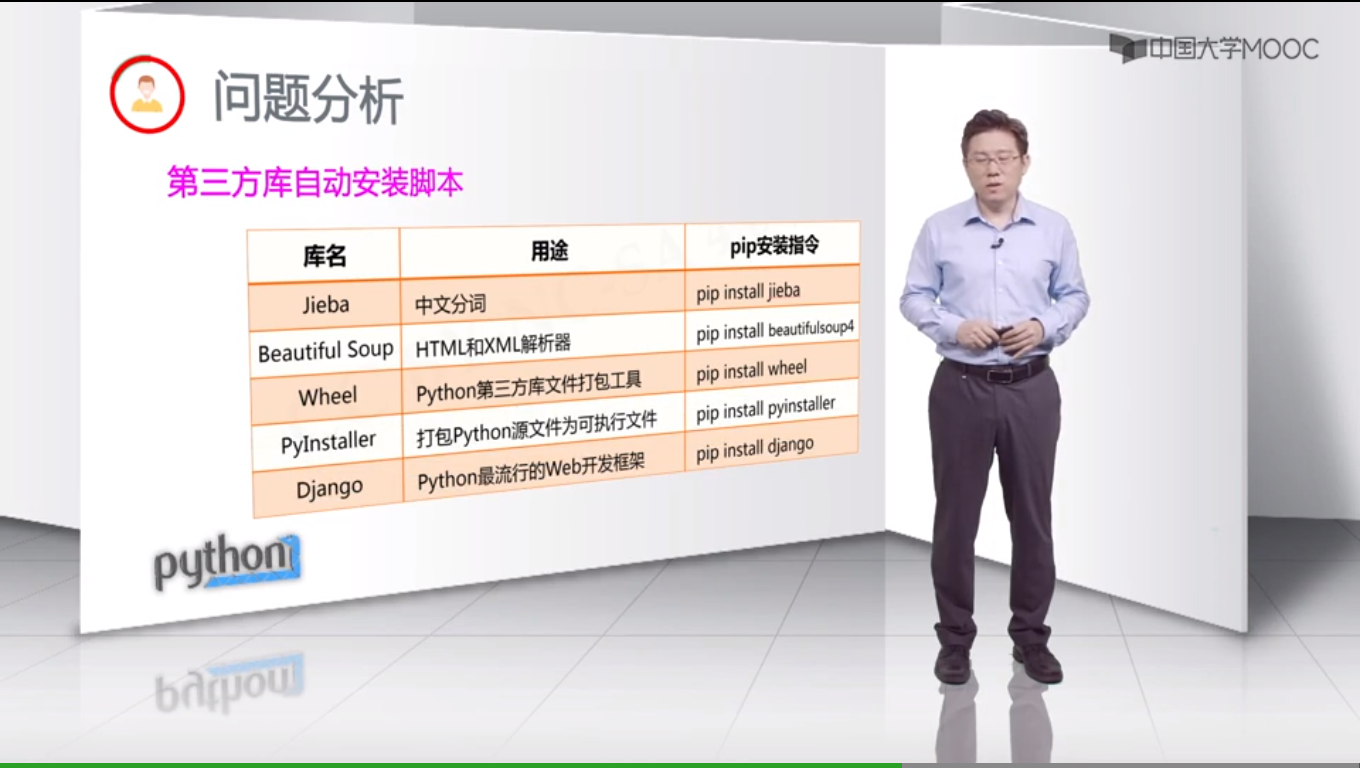 中国大学MOOC
问题分析
第三方库自动安装脚本
库名 用途 pip安装指令
Jieba 中文分词 pip install jieba
Beautiful Soup HTML和XML解析器 pip install beautifulsoup4
Wheel Python第三方库文件打包工具 pip install wheel
PyInstaller 打包Python源文件为可执行文件 pip install pyinstaller
Django Python最流行的Web开发框架 pip install django
python